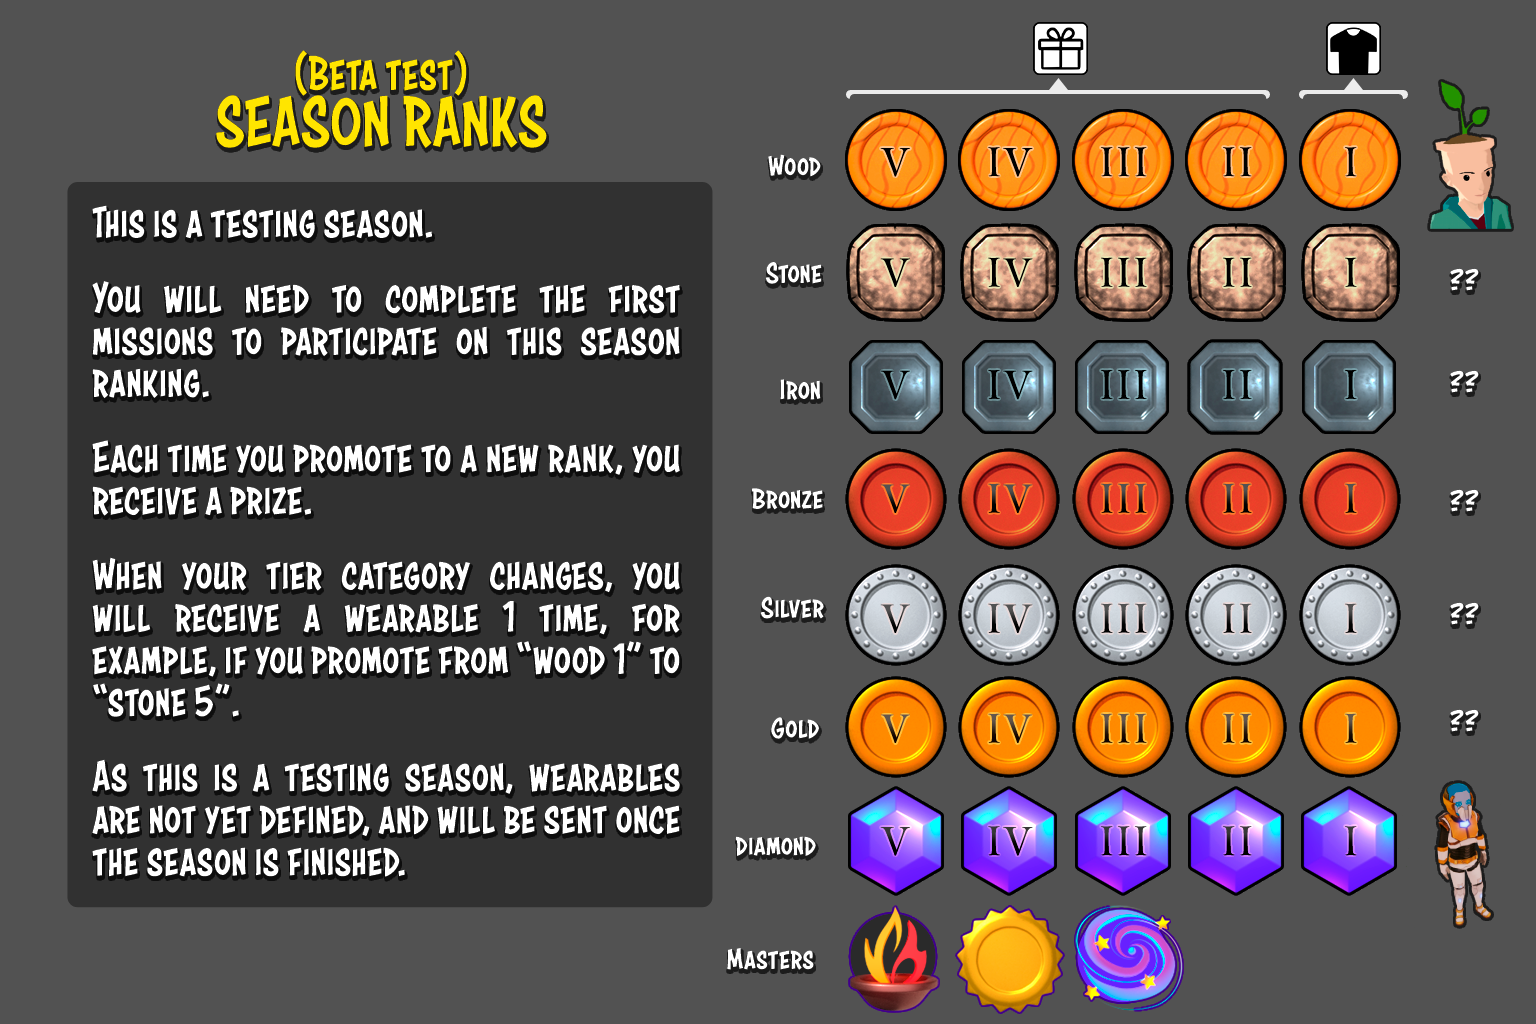 (BETA TEST)
SEASON RANKS
THIS IS A TESTING SEASON.
YOU WILL NEED TO COMPLETE THE FIRST
MISSIONS TO PARTICIPATE ON THIS SEASON
RANKING.
EACH TIME YOU PROMOTE TO A NEW RANK, YOU
RECEIVE A PRIZE.
WHEN YOUR TIER CATEGORY CHANGES, YOU
WILL RECEIVE A WEARABLE 1 TIME, FOR
EXAMPLE, IF YOU PROMOTE FROM “WOOD 1” TO
“STONE 5”.
AS THIS IS A TESTING SEASON, WEARABLES
ARE NOT YET DEFINED, AND WILL BE SENT ONCE
THE SEASON IS FINISHED.
WOOD V IV III II I
STONE V IV III II I ??
IRON V IV III II I ??
BRONZE V IV III II I ??
SILVER V IV III II I ??
GOLD V IV III II I ??
DIAMOND V IV III II I
MASTERS